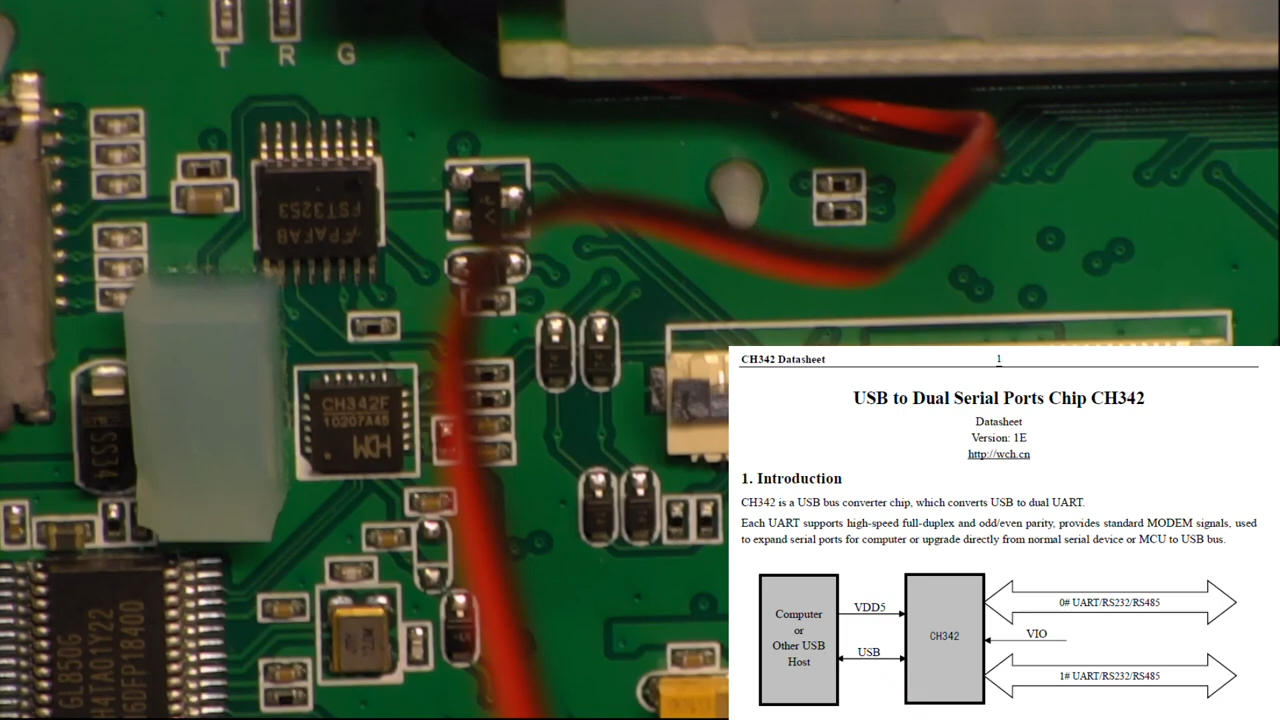 T R G
FST3253
PAFAB
CH342F
10207A45
SS34
GL850G
H4TA01Y22
16DFP18400
CH342 Datasheet 1
USB to Dual Serial Ports Chip CH342
Datasheet
Version: 1E
http://wch.cn
1. Introduction
CH342 is a USB bus converter chip, which converts USB to dual UART.
Each UART supports high-speed full-duplex and odd/even parity, provides standard MODEM signals, used
to expand serial ports for computer or upgrade directly from normal serial device or MCU to USB bus.
Computer
or
Other USB
Host
VDD5
USB
CH342
0# UART/RS232/RS485
VIO
1# UART/RS232/RS485